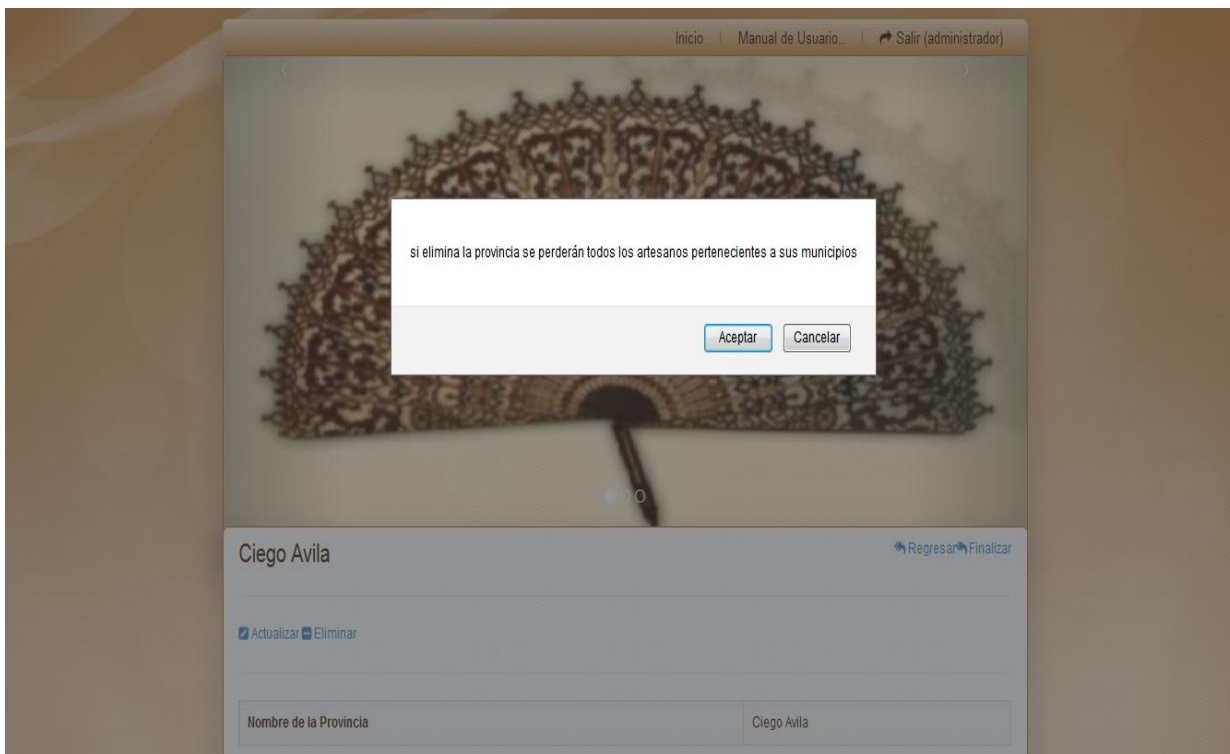 Inicio | Manual de Usuario... | Salir (administrador)
si elimina la provincia se perderán todos los artesanos pertenecientes a sus municipios
Aceptar Cancelar
Ciego Avila Regresar Finalizar
Actualizar Eliminar
Nombre de la Provincia Ciego Avila